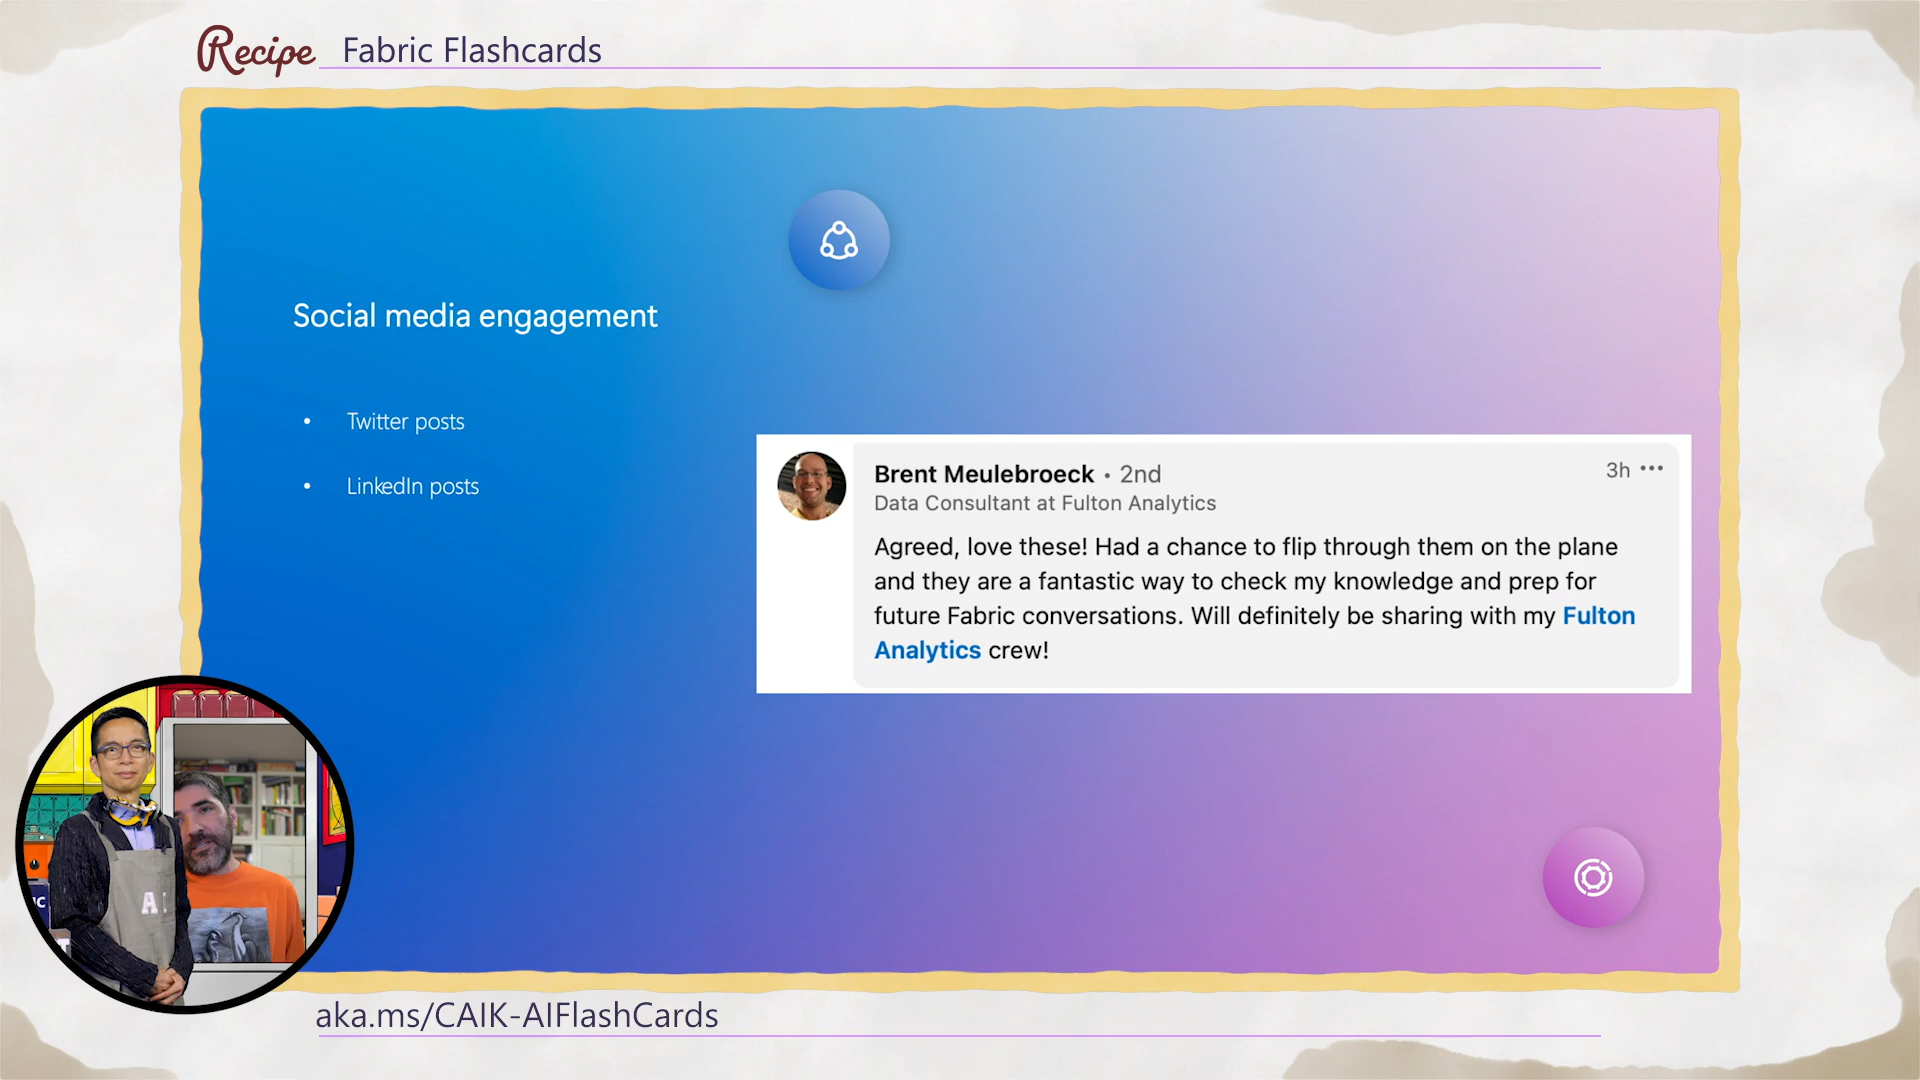 Recipe Fabric Flashcards
Social media engagement
• Twitter posts
• LinkedIn posts
Brent Meulebroeck • 2nd
3h •••
Data Consultant at Fulton Analytics
Agreed, love these! Had a chance to flip through them on the plane
and they are a fantastic way to check my knowledge and prep for
future Fabric conversations. Will definitely be sharing with my Fulton
Analytics crew!
A
aka.ms/CAIK-AIFlashCards